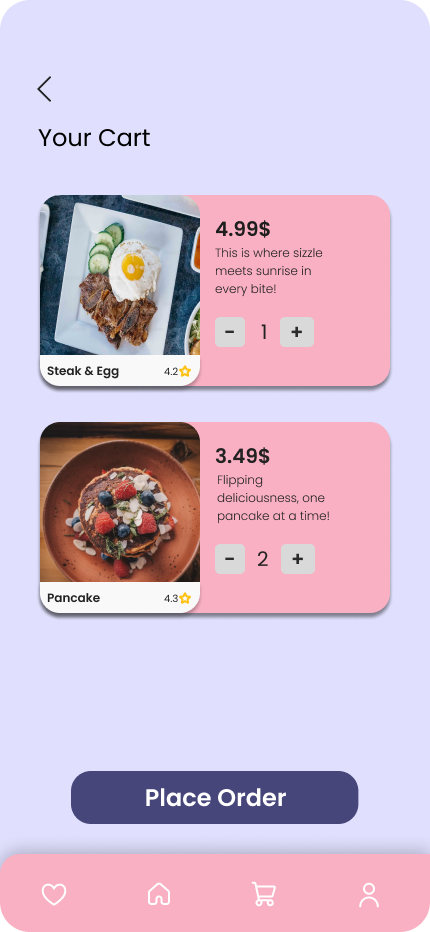 Your Cart
4.99$
This is where sizzle
meets sunrise in
every bite!
- 1 +
Steak & Egg 4.2
3.49$
Flipping
deliciousness, one
pancake at a time!
- 2 +
Pancake 4.3
Place Order